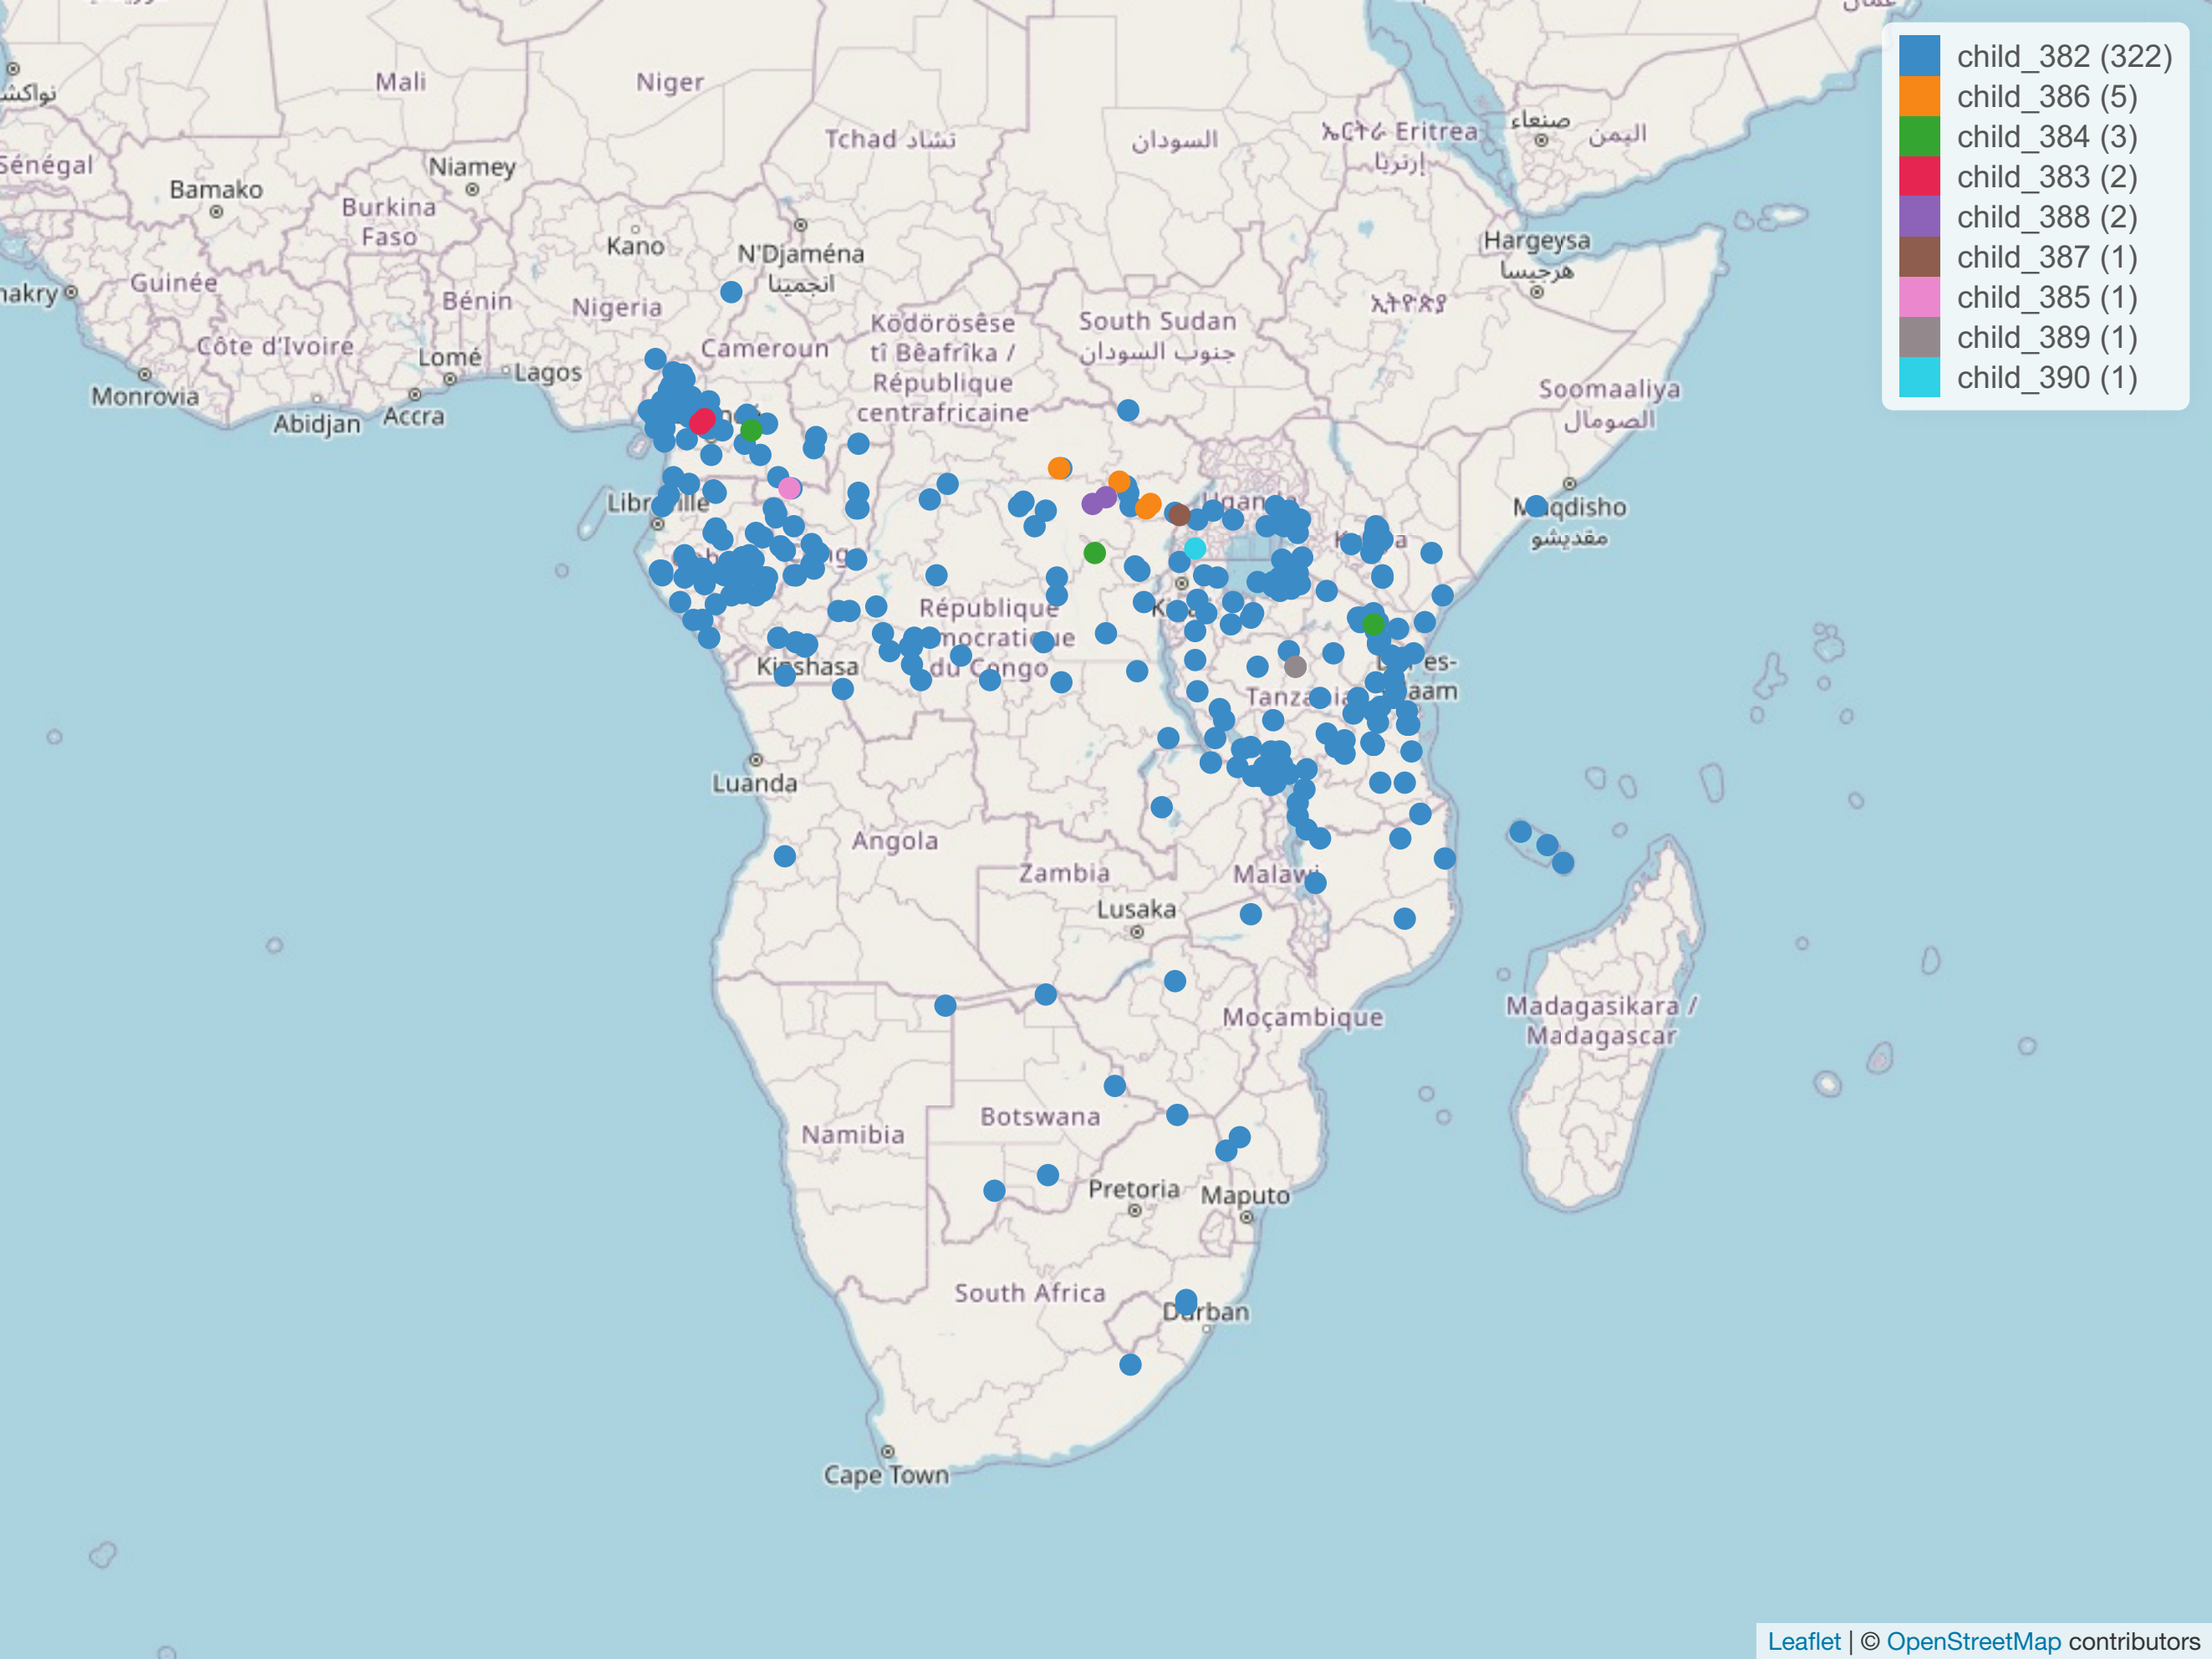 child_382 (322)
child_386 (5)
child_384 (3)
child_383 (2)
child_388 (2)
child_387 (1)
child_385 (1)
child_389 (1)
child_390 (1)
Mali
Niger
Tchad تشاد
السودان
ኤርትራ Eritrea
إرتريا
صنعاء
اليمن
Sénégal
Bamako
Niamey
Burkina
Faso
Kano
N'Djaména
انجمينا
Hargeysa
هرجيسا
Guinée
Bénin
Nigeria
ኢትዮጵያ
Côte d'Ivoire
Lomé
Lagos
Cameroun
Ködörösêse
tî Bêafrîka /
République
centrafricaine
South Sudan
جنوب السودان
Monrovia
Abidjan
Accra
Soomaaliya
الصومال
مقديشو
République
du Congo
Kinshasa
Luanda
Angola
Zambia
Malawi
Lusaka
Moçambique
Madagasikara /
Madagascar
Namibia
Botswana
Pretoria
Maputo
South Africa
Durban
Cape Town
Leaflet | © OpenStreetMap contributors